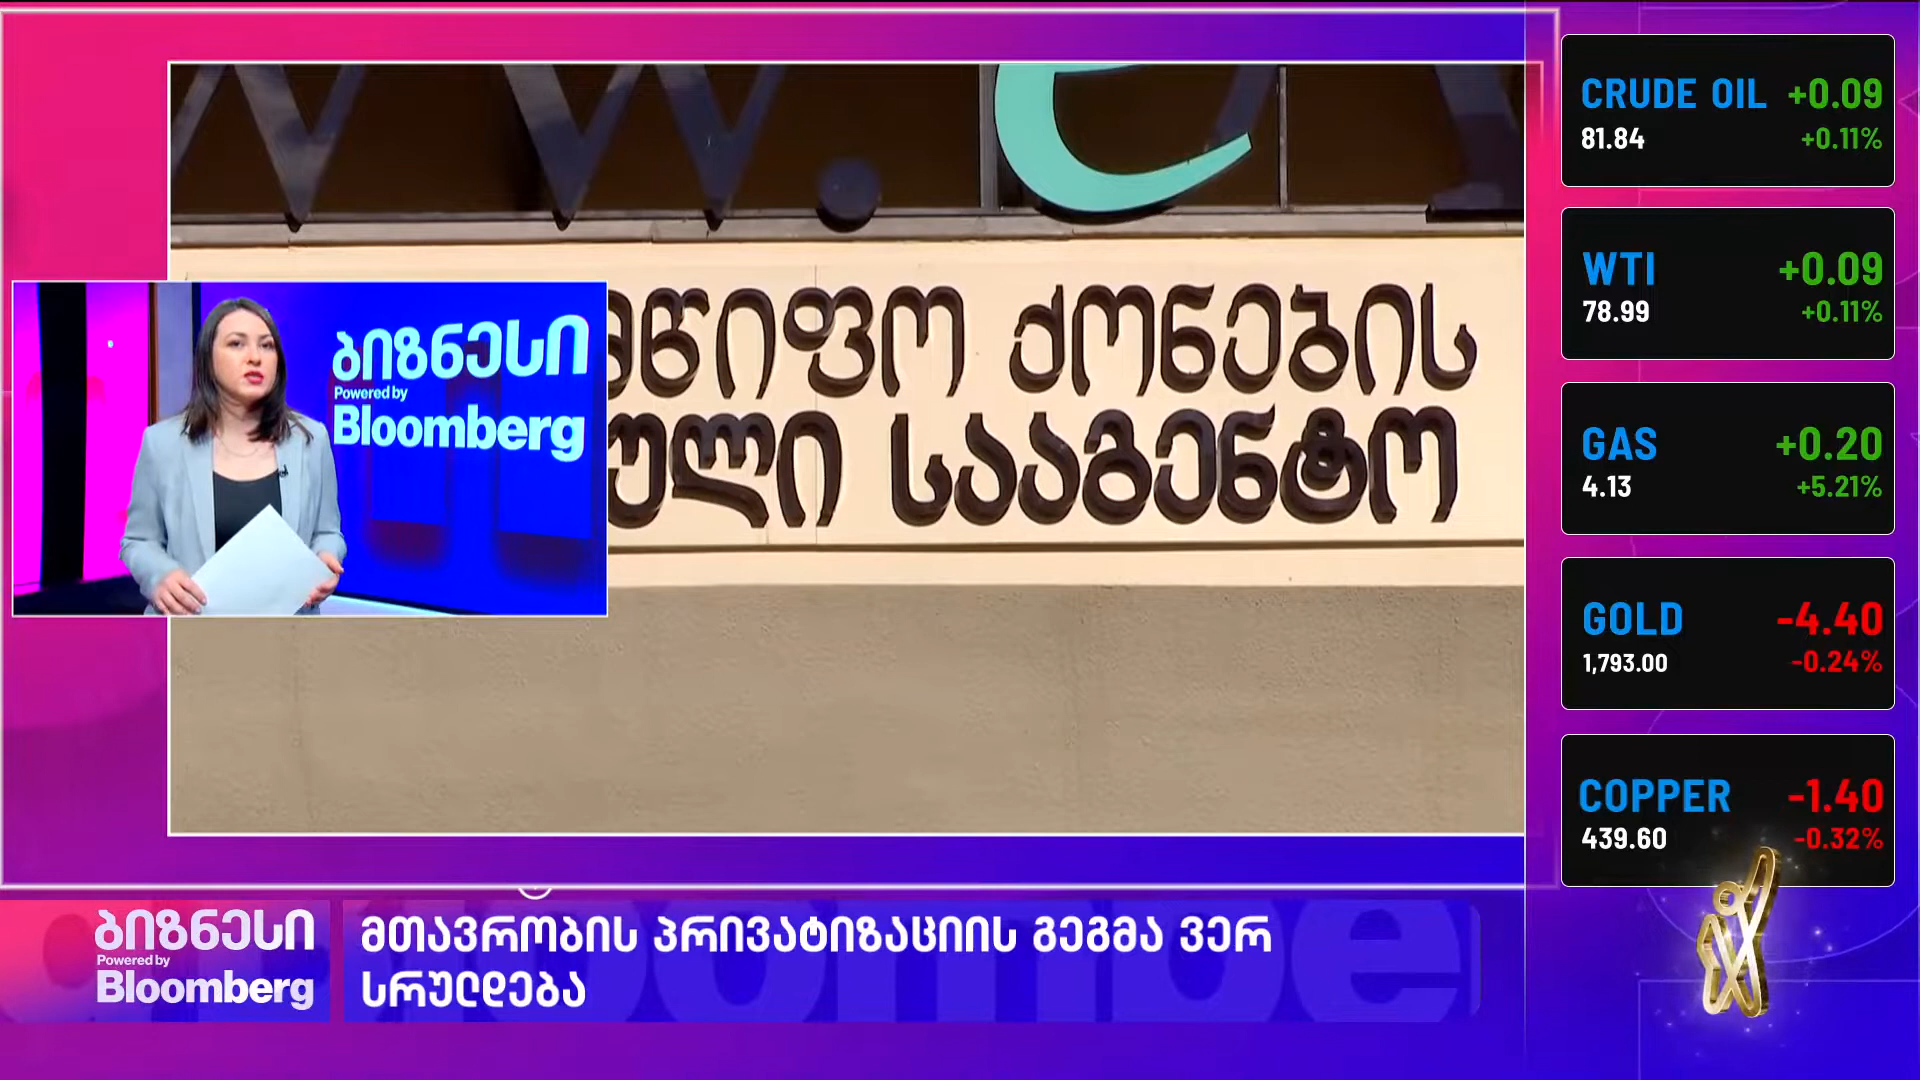 ბიზნესი
Powered by
Bloomberg
ქონების
სააგენტო
CRUDE OIL +0.09
81.84 +0.11%
WTI +0.09
78.99 +0.11%
GAS +0.20
4.13 +5.21%
GOLD -4.40
1,793.00 -0.24%
COPPER -1.40
439.60 -0.32%
ბიზნესი
Powered by
Bloomberg
მთავრობის პრივატიზაციის გეგმა ვერ
სრულდება